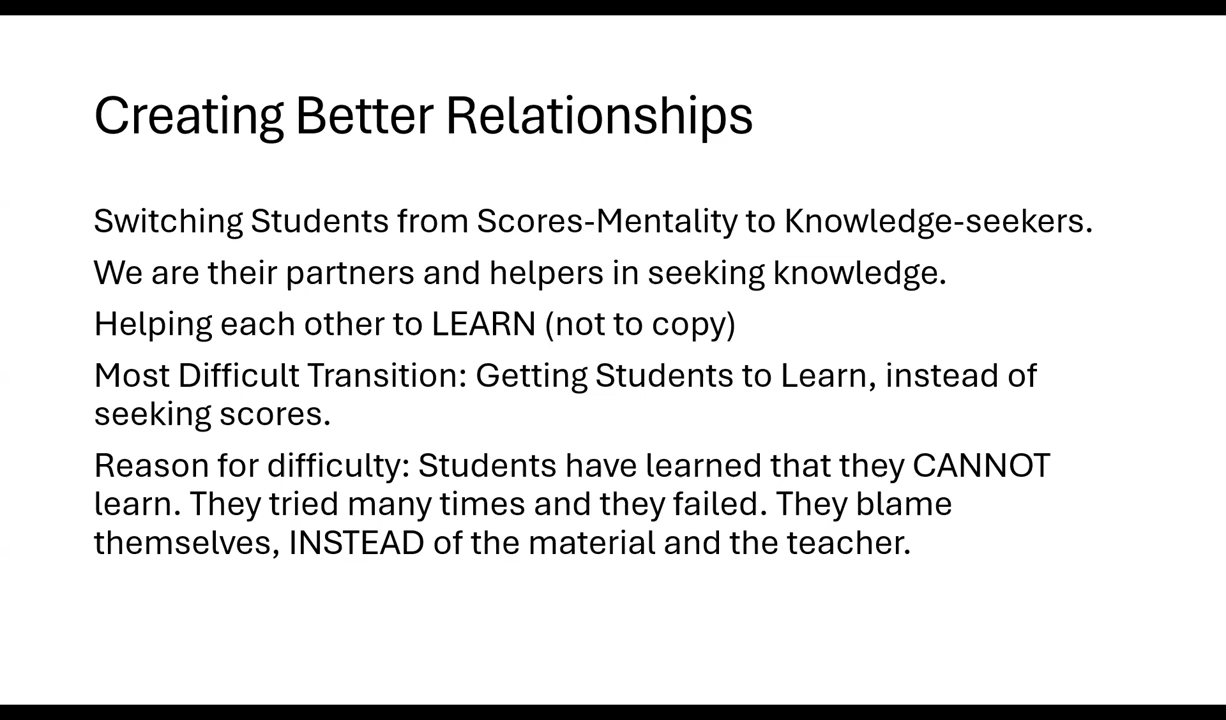 Creating Better Relationships
Switching Students from Scores-Mentality to Knowledge-seekers.
We are their partners and helpers in seeking knowledge.
Helping each other to LEARN (not to copy)
Most Difficult Transition: Getting Students to Learn, instead of
seeking scores.
Reason for difficulty: Students have learned that they CANNOT
learn. They tried many times and they failed. They blame
themselves, INSTEAD of the material and the teacher.